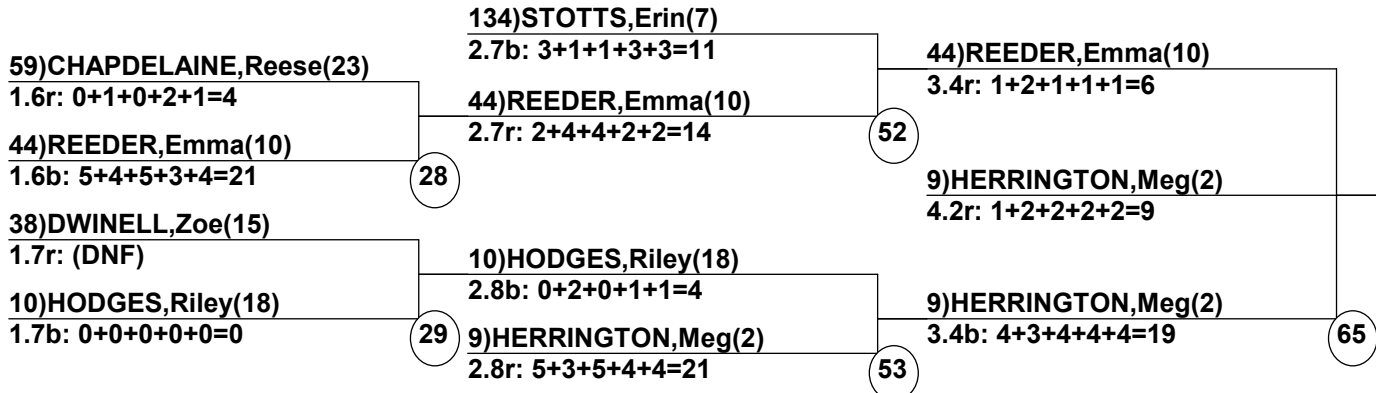 59)CHAPDELAINE,Reese(23)
1.6r: 0+1+0+2+1=4
44)REEDER,Emma(10)
1.6b: 5+4+5+3+4=21
28
38)DWINELL,Zoe(15)
1.7r: (DNF)
10)HODGES,Riley(18)
1.7b: 0+0+0+0+0=0
29
134)STOTTS,Erin(7)
2.7b: 3+1+1+3+3=11
44)REEDER,Emma(10)
2.7r: 2+4+4+2+2=14
52
10)HODGES,Riley(18)
2.8b: 0+2+0+1+1=4
9)HERRINGTON,Meg(2)
2.8r: 5+3+5+4+4=21
53
44)REEDER,Emma(10)
3.4r: 1+2+1+1+1=6
9)HERRINGTON,Meg(2)
4.2r: 1+2+2+2+2=9
9)HERRINGTON,Meg(2)
3.4b: 4+3+4+4+4=19
65